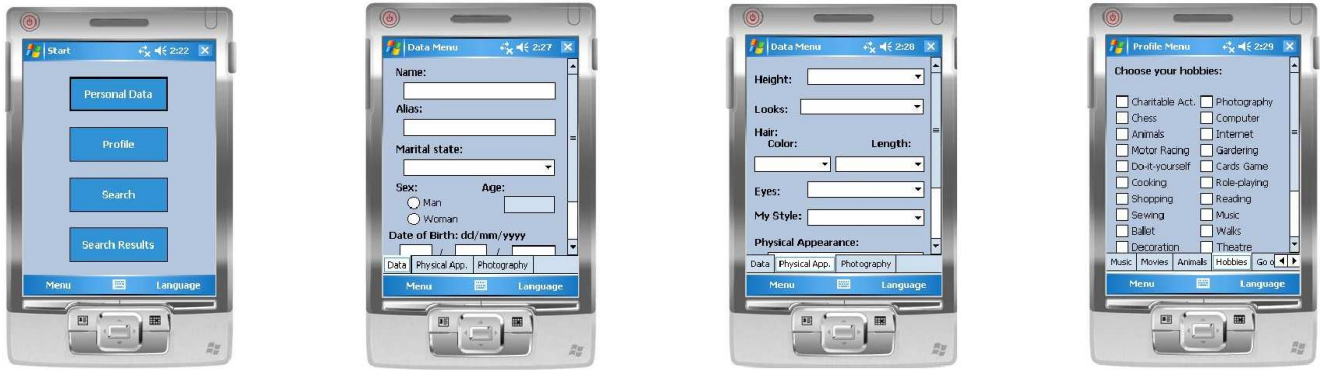 Start 2:22
Personal Data
Profile
Search
Search Results
Menu Language
Data Menu 2:27
Name:
Alias:
Marital state:
Sex: Age:
Man
Woman
Date of Birth: dd/mm/yyyy
/ /
Data Physical App. Photography
Menu Language
Data Menu 2:28
Height:
Looks:
Hair:
Color: Length:
Eyes:
My Style:
Physical Appearance:
Data Physical App. Photography
Menu Language
Profile Menu 2:29
Choose your hobbies:
Charitable Act. Photography
Chess Computer
Animals Internet
Motor Racing Gardering
Do-it-yourself Cards Game
Cooking Role-playing
Shopping Reading
Sewing Music
Ballet Walks
Decoration Theatre
Music Movies Animals Hobbies Go o
Menu Language